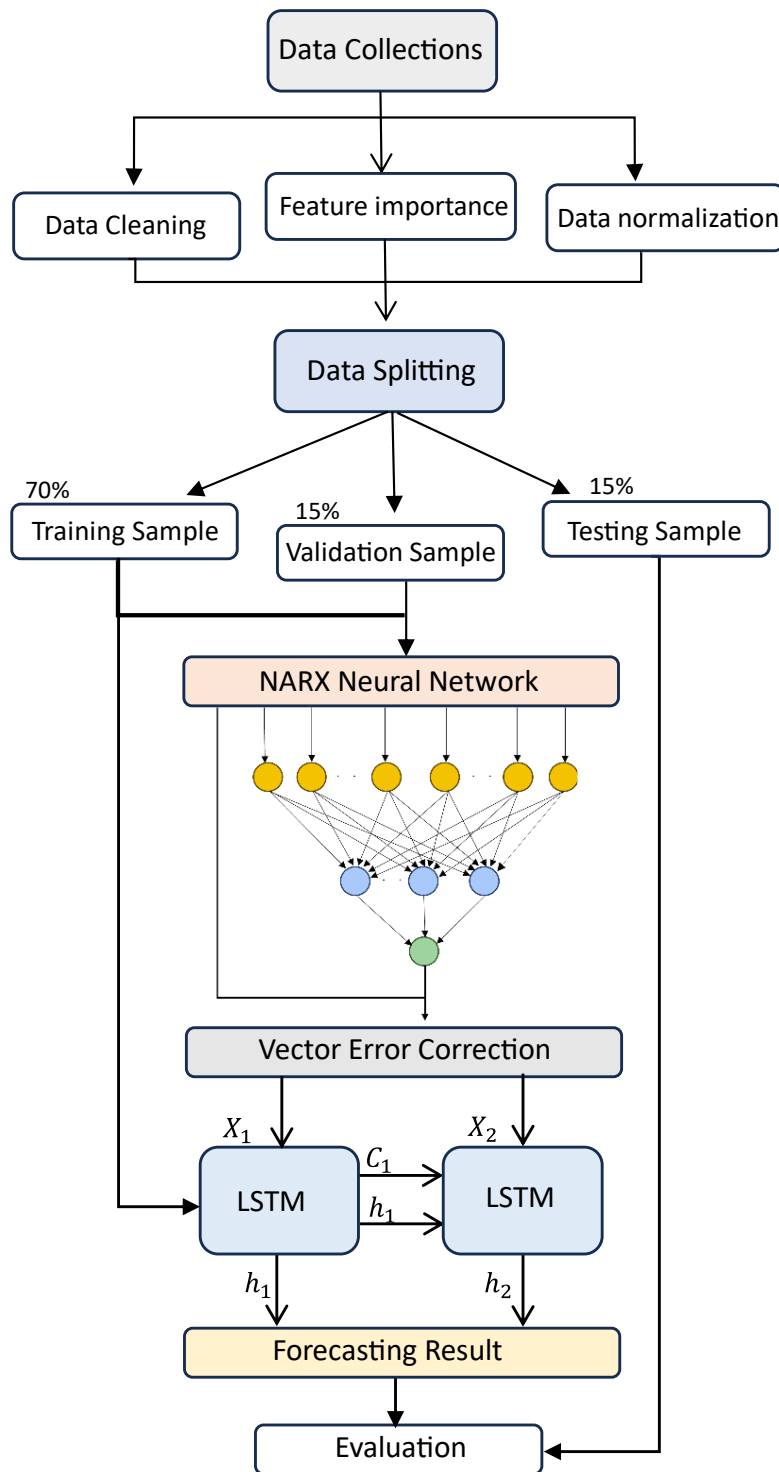 Data Collections
Data Cleaning
Feature importance
Data normalization
Data Splitting
70%
Training Sample
15%
Validation Sample
15%
Testing Sample
NARX Neural Network
Vector Error Correction
X₁
X₂
LSTM
C₁
h₁
LSTM
h₁
h₂
Forecasting Result
Evaluation